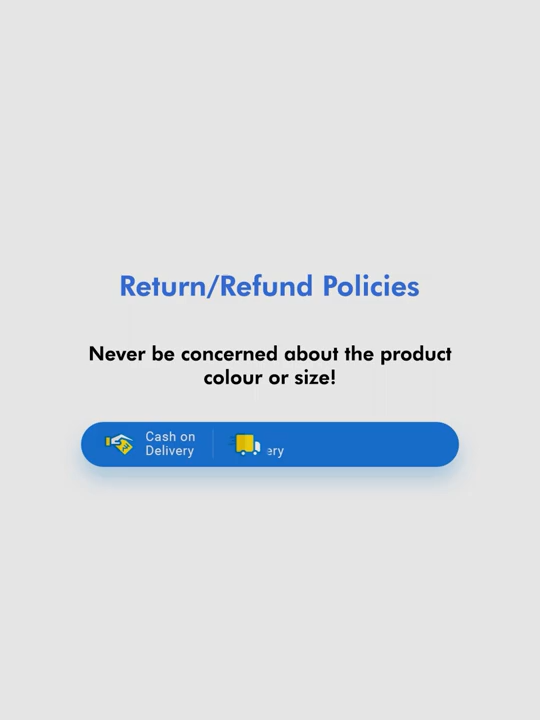 Return/Refund Policies
Never be concerned about the product
colour or size!
Cash on
Delivery